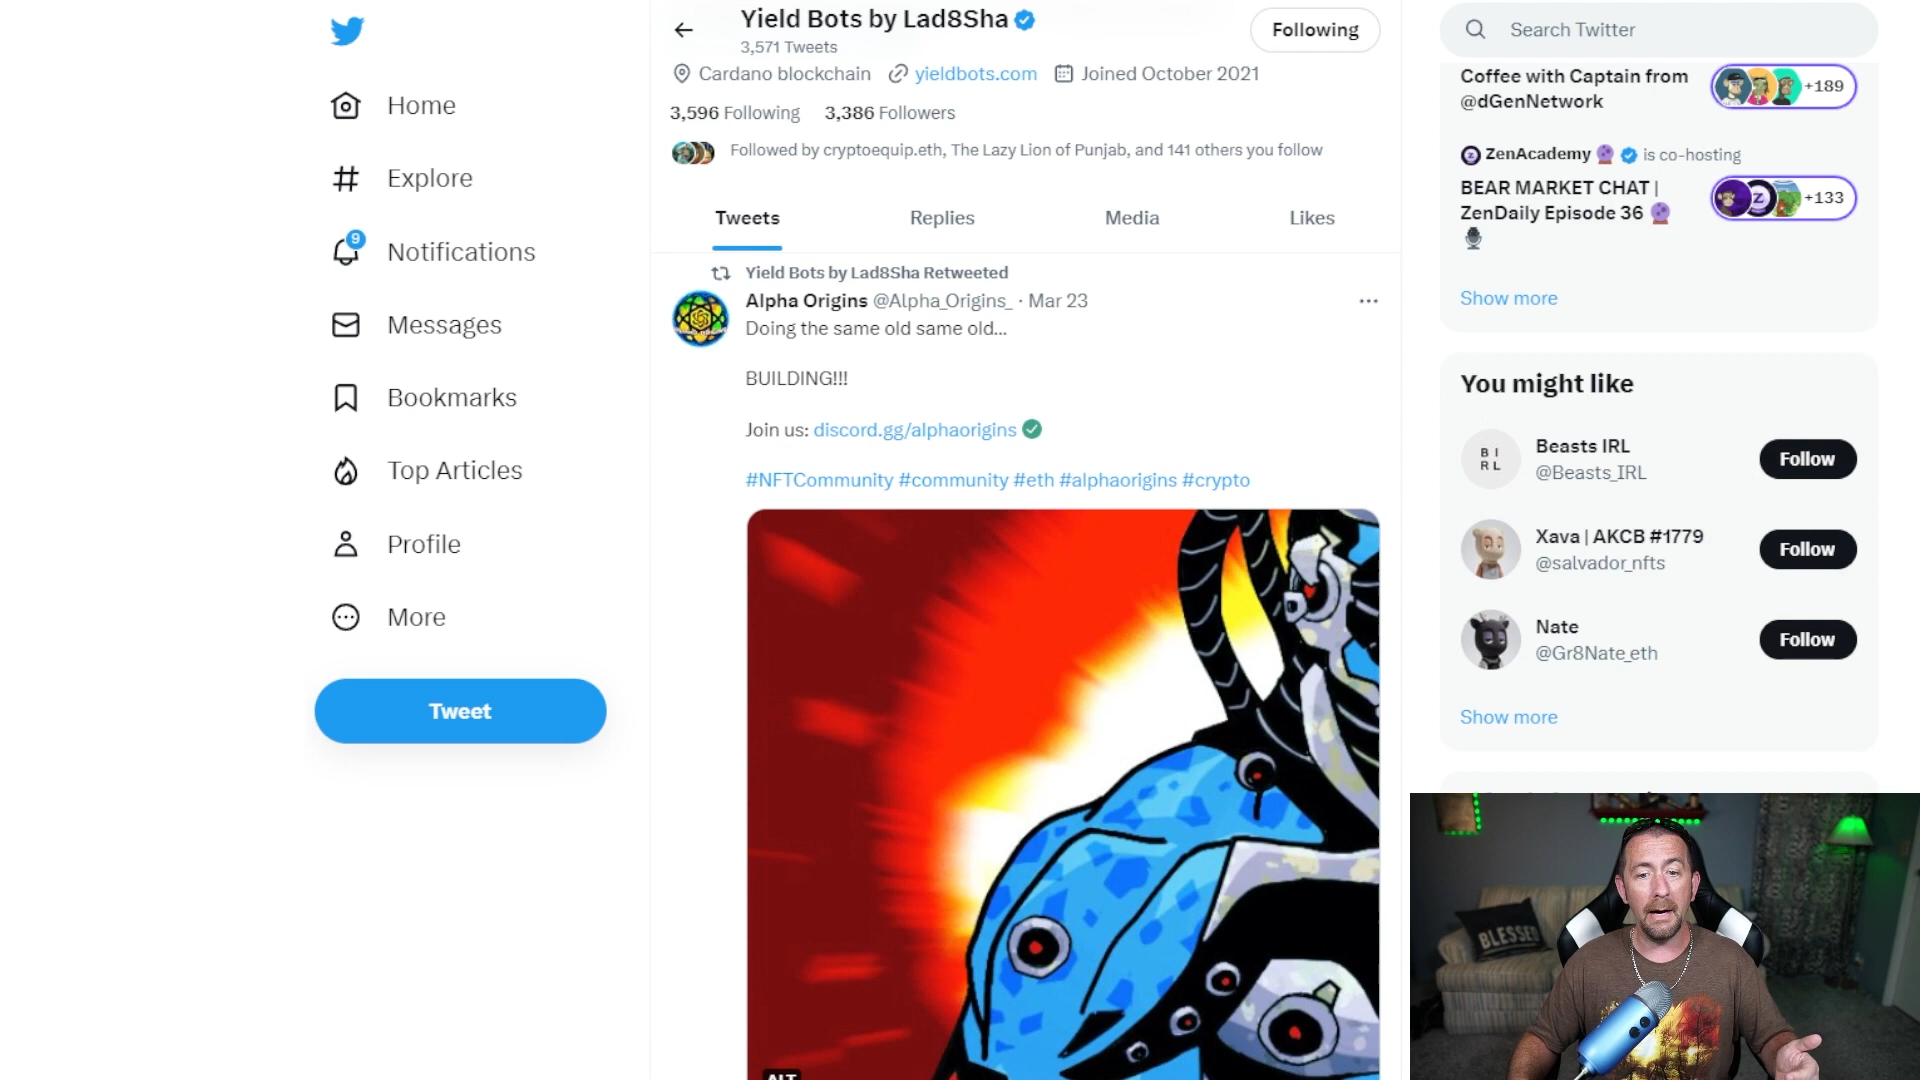 Home
Explore
9
Notifications
Messages
Bookmarks
Top Articles
Profile
More
Tweet
Yield Bots by Lad8Sha
3,571 Tweets
Following
Cardano blockchain yieldbots.com Joined October 2021
3,596 Following 3,386 Followers
Followed by cryptoequip.eth, The Lazy Lion of Punjab, and 141 others you follow
Tweets Replies Media Likes
Yield Bots by Lad8Sha Retweeted
Alpha Origins @Alpha_Origins_ · Mar 23
Doing the same old same old...
BUILDING!!!
Join us: discord.gg/alphaorigins
#NFTCommunity #community #eth #alphaorigins #crypto
ALT
Search Twitter
Coffee with Captain from
@dGenNetwork
+189
ZenAcademy is co-hosting
BEAR MARKET CHAT |
ZenDaily Episode 36
+133
Show more
You might like
B I
R L
Beasts IRL
@Beasts_IRL
Follow
Xava | AKCB #1779
@salvador_nfts
Follow
Nate
@Gr8Nate_eth
Follow
Show more
BLESSED